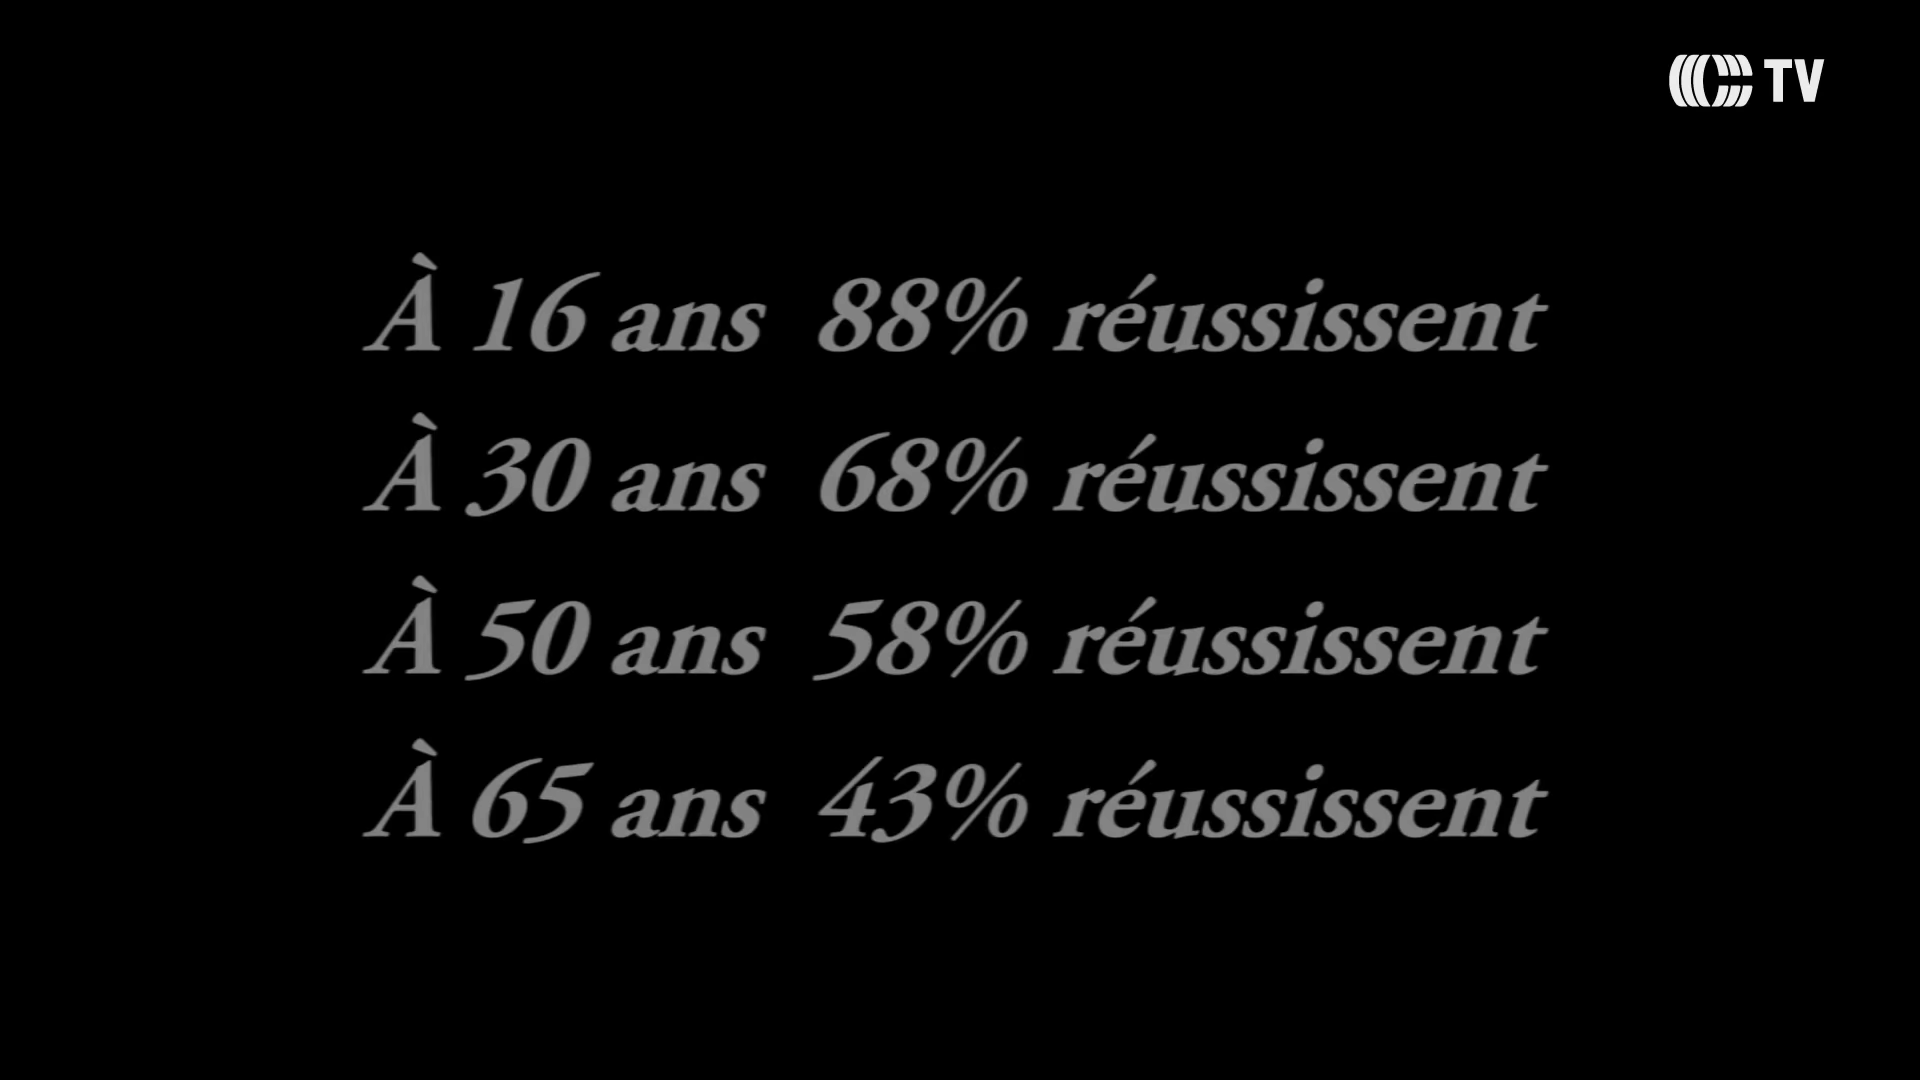 TV
À 16 ans 88% réussissent
À 30 ans 68% réussissent
À 50 ans 58% réussissent
À 65 ans 43% réussissent